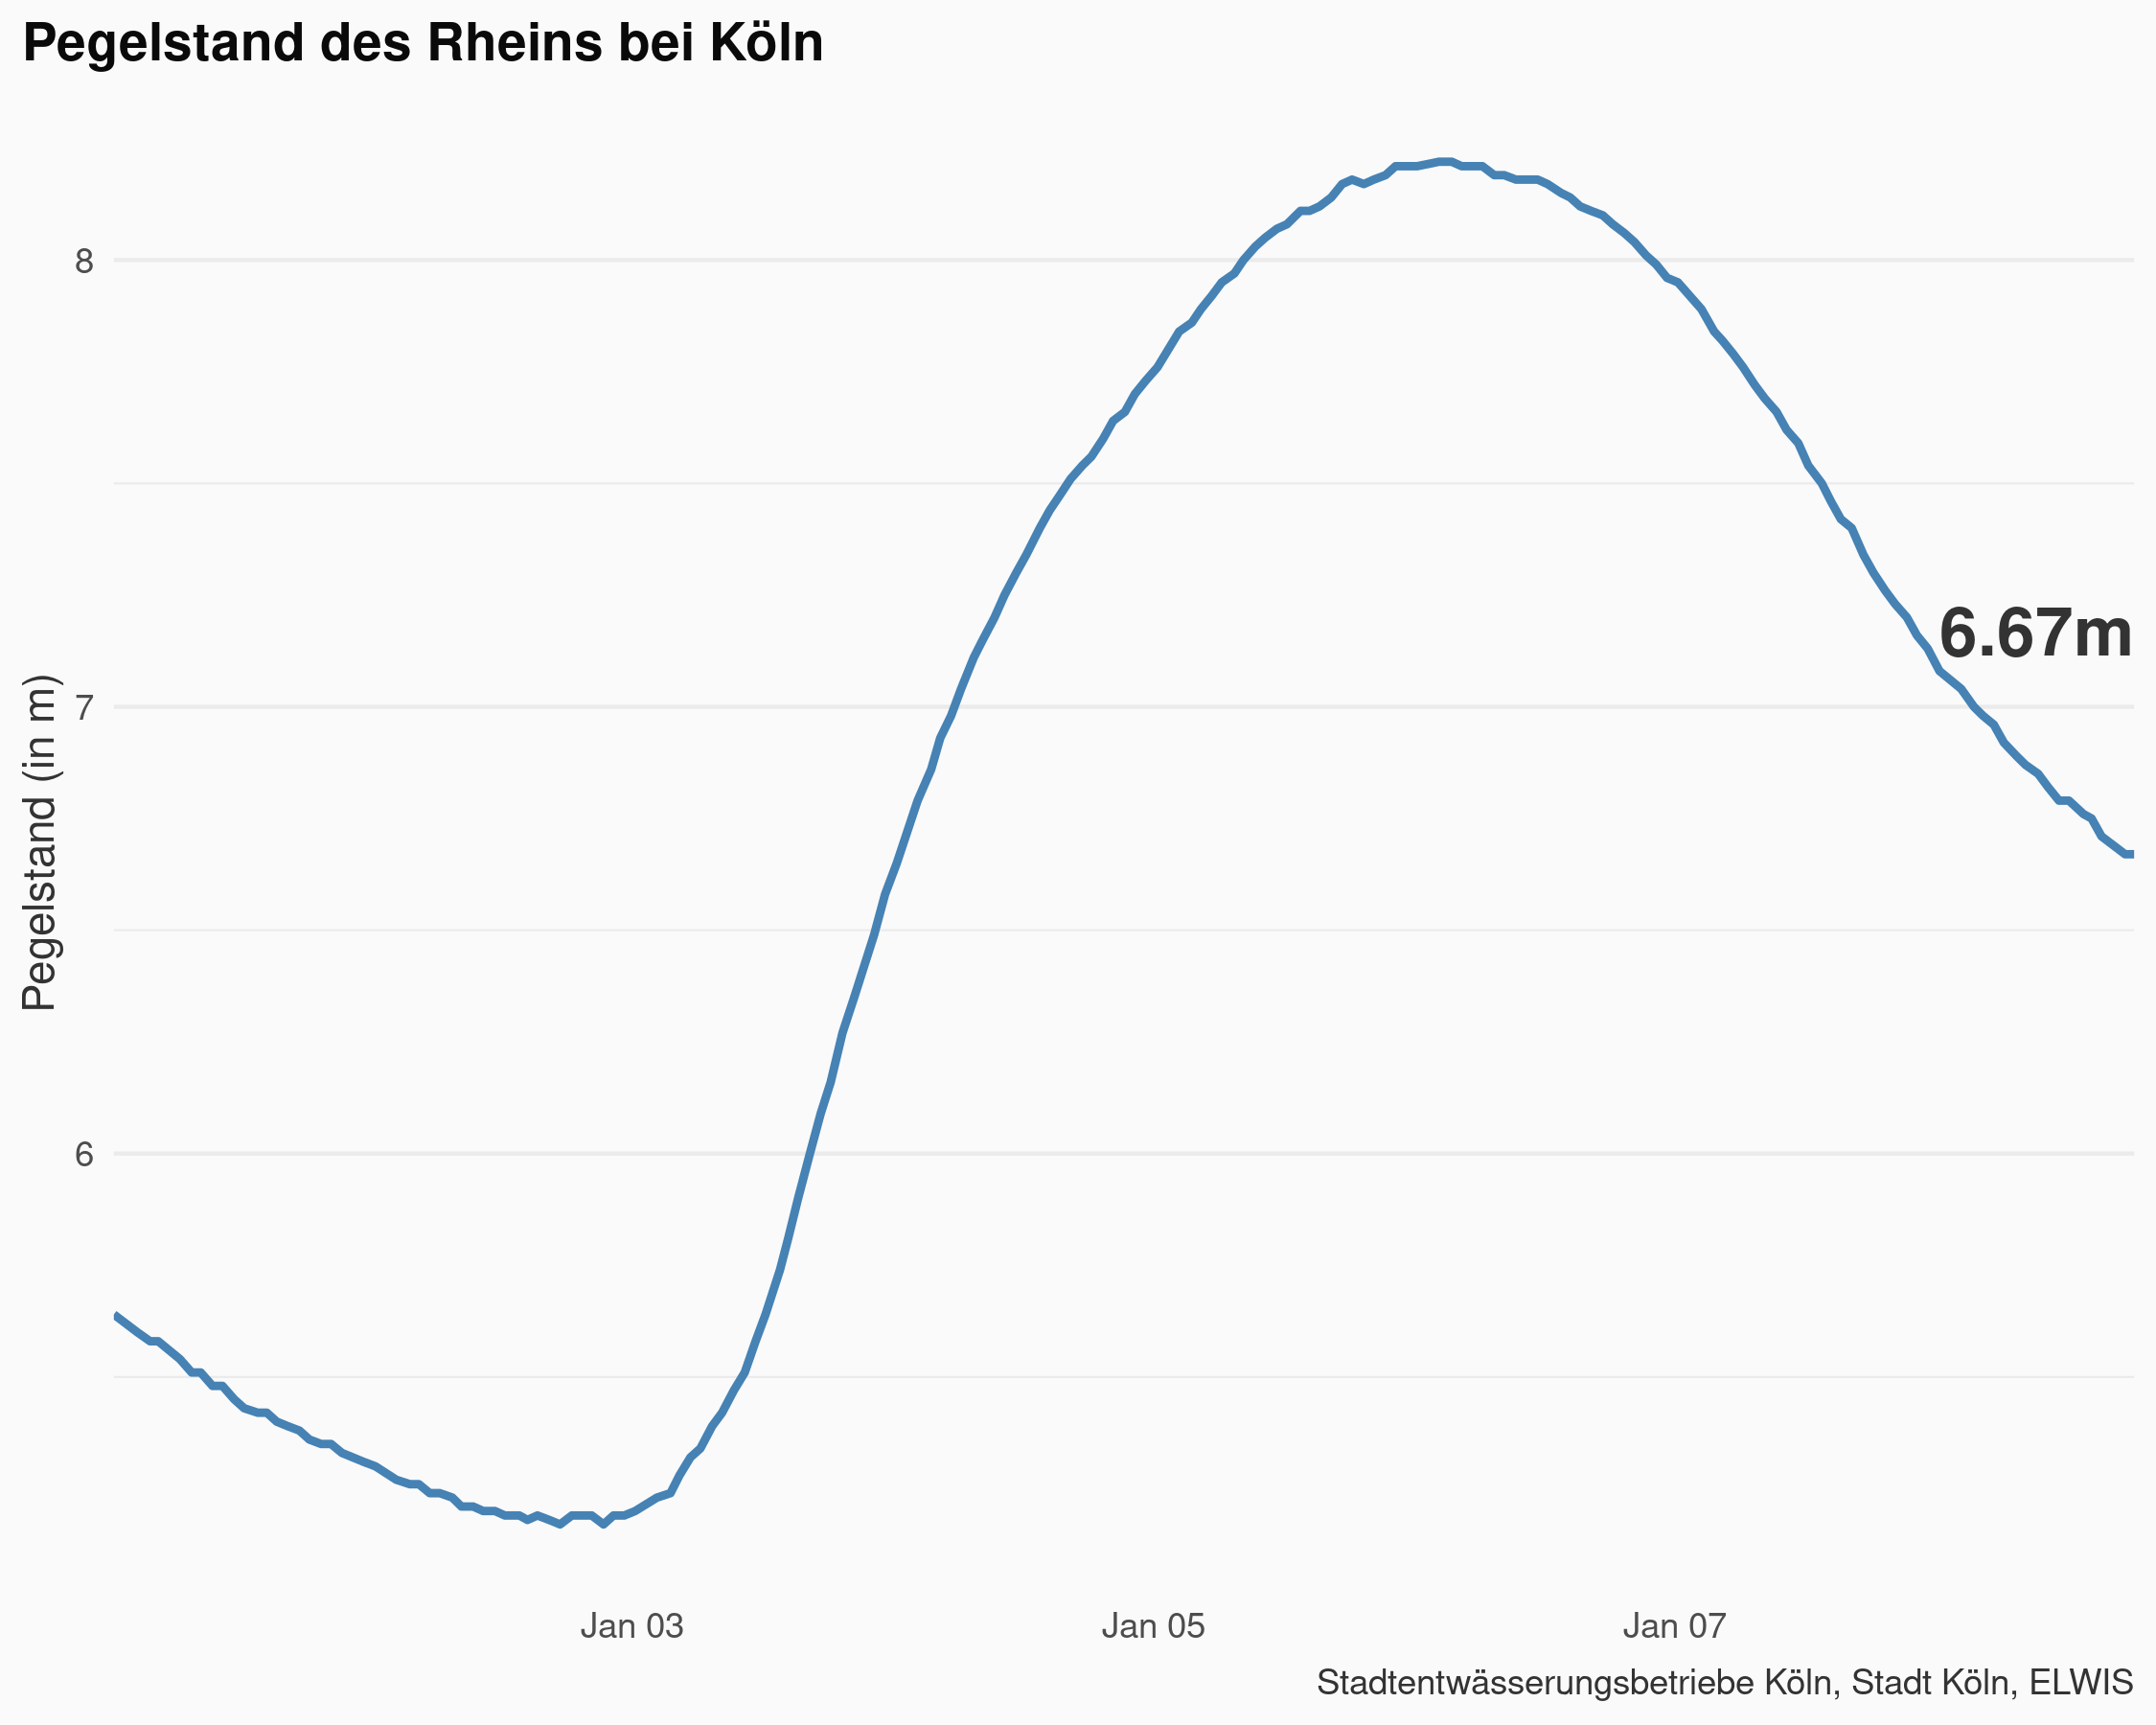 Pegelstand des Rheins bei Köln
8
6.67m
7
Pegelstand (in m)
6
Jan 03
Jan 05
Jan 07
Stadtentwässerungsbetriebe Köln, Stadt Köln, ELWIS